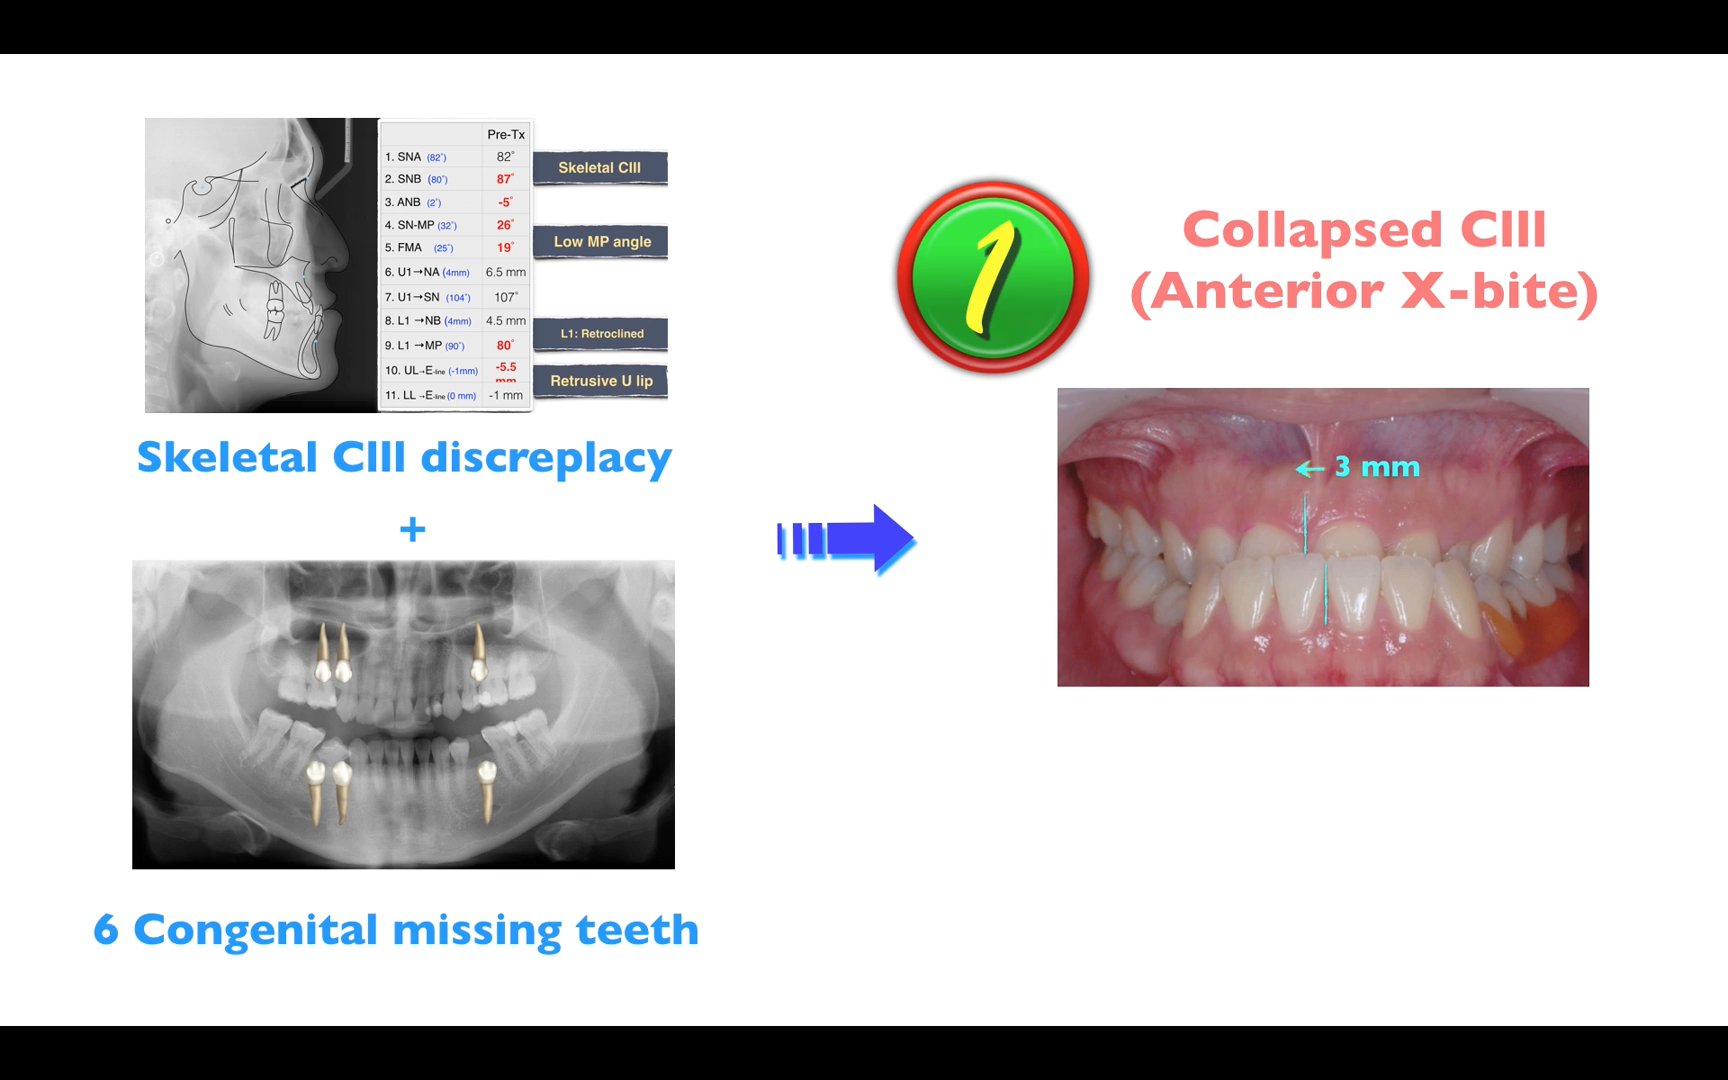 Pre-Tx
1. SNA (82˚) 82˚
2. SNB (80˚) 87˚
3. ANB (2˚) -5˚
4. SN-MP (32˚) 26˚
5. FMA (25˚) 19˚
6. U1→NA (4mm) 6.5 mm
7. U1→SN (104˚) 107˚
8. L1 →NB (4mm) 4.5 mm
9. L1 →MP (90˚) 80˚
10. UL→E-line (-1mm) -5.5 mm
11. LL →E-line (0 mm) -1 mm
Skeletal ClII
Low MP angle
L1: Retroclined
Retrusive U lip
Skeletal ClII discreplacy
+
6 Congenital missing teeth
1
Collapsed ClII
(Anterior X-bite)
← 3 mm